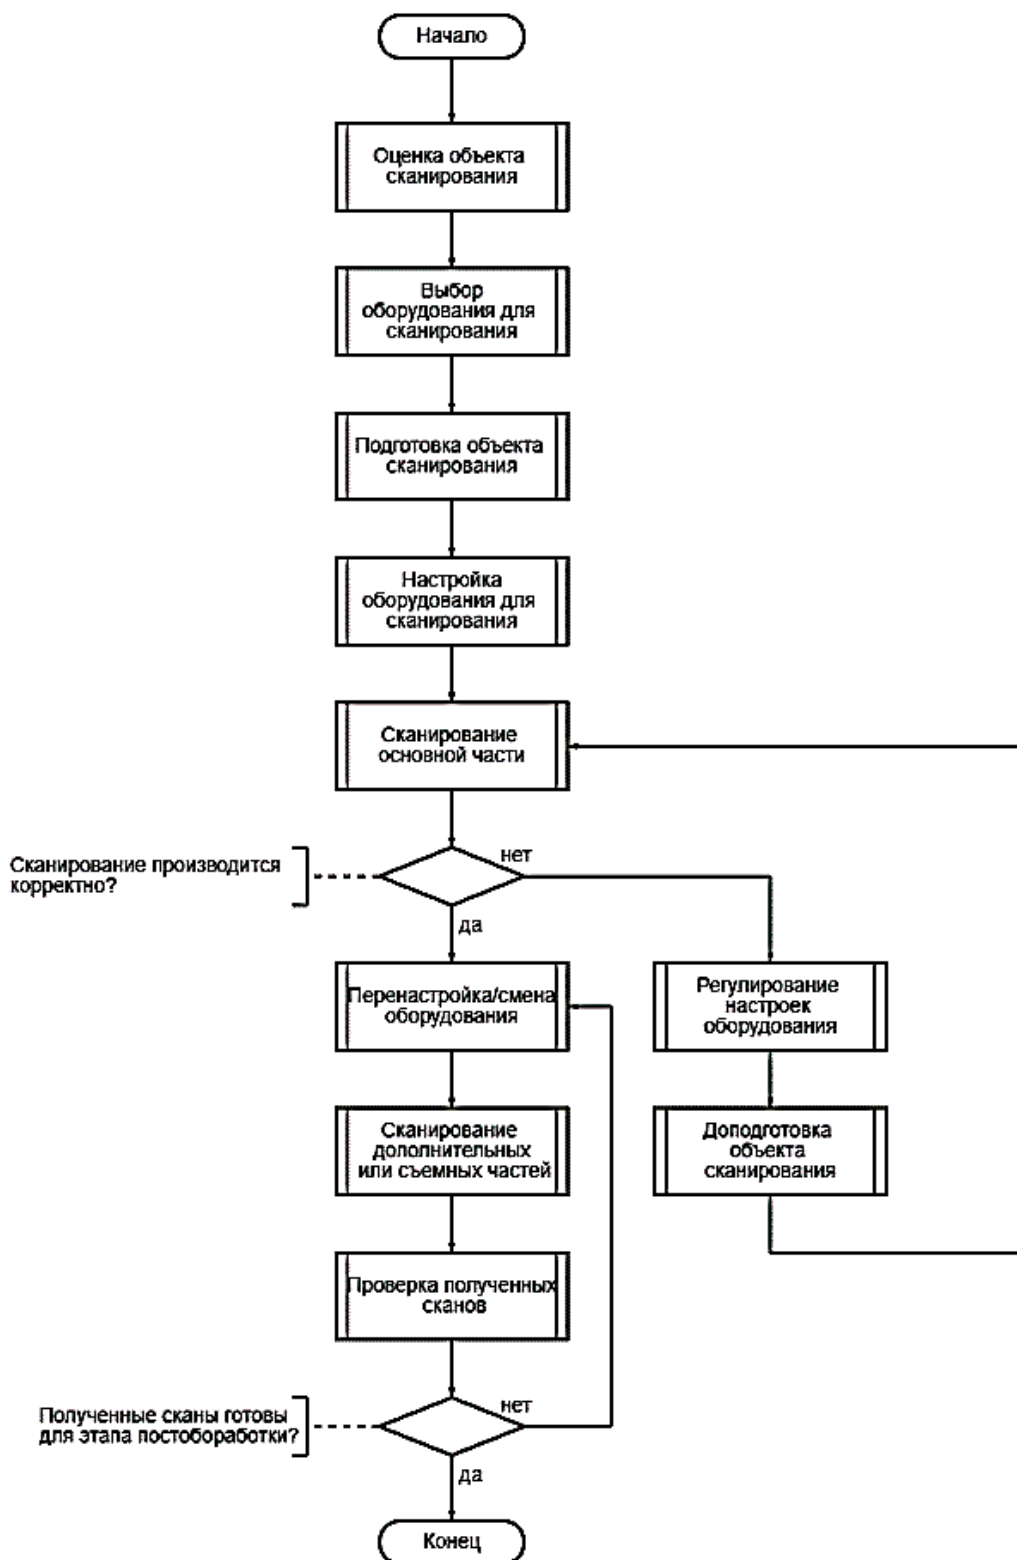 Начало
Оценка объекта
сканирования
Выбор
оборудования для
сканирования
Подготовка объекта
сканирования
Настройка
оборудования для
сканирования
Сканирование
основной части
Сканирование производится
корректно?
нет
да
Перенастройка/смена
оборудования
Регулирование
настроек
оборудования
Сканирование
дополнительных
или съемных частей
Доподготовка
объекта
сканирования
Проверка полученных
сканов
Полученные сканы готовы
для этапа постобоработки?
нет
да
Конец